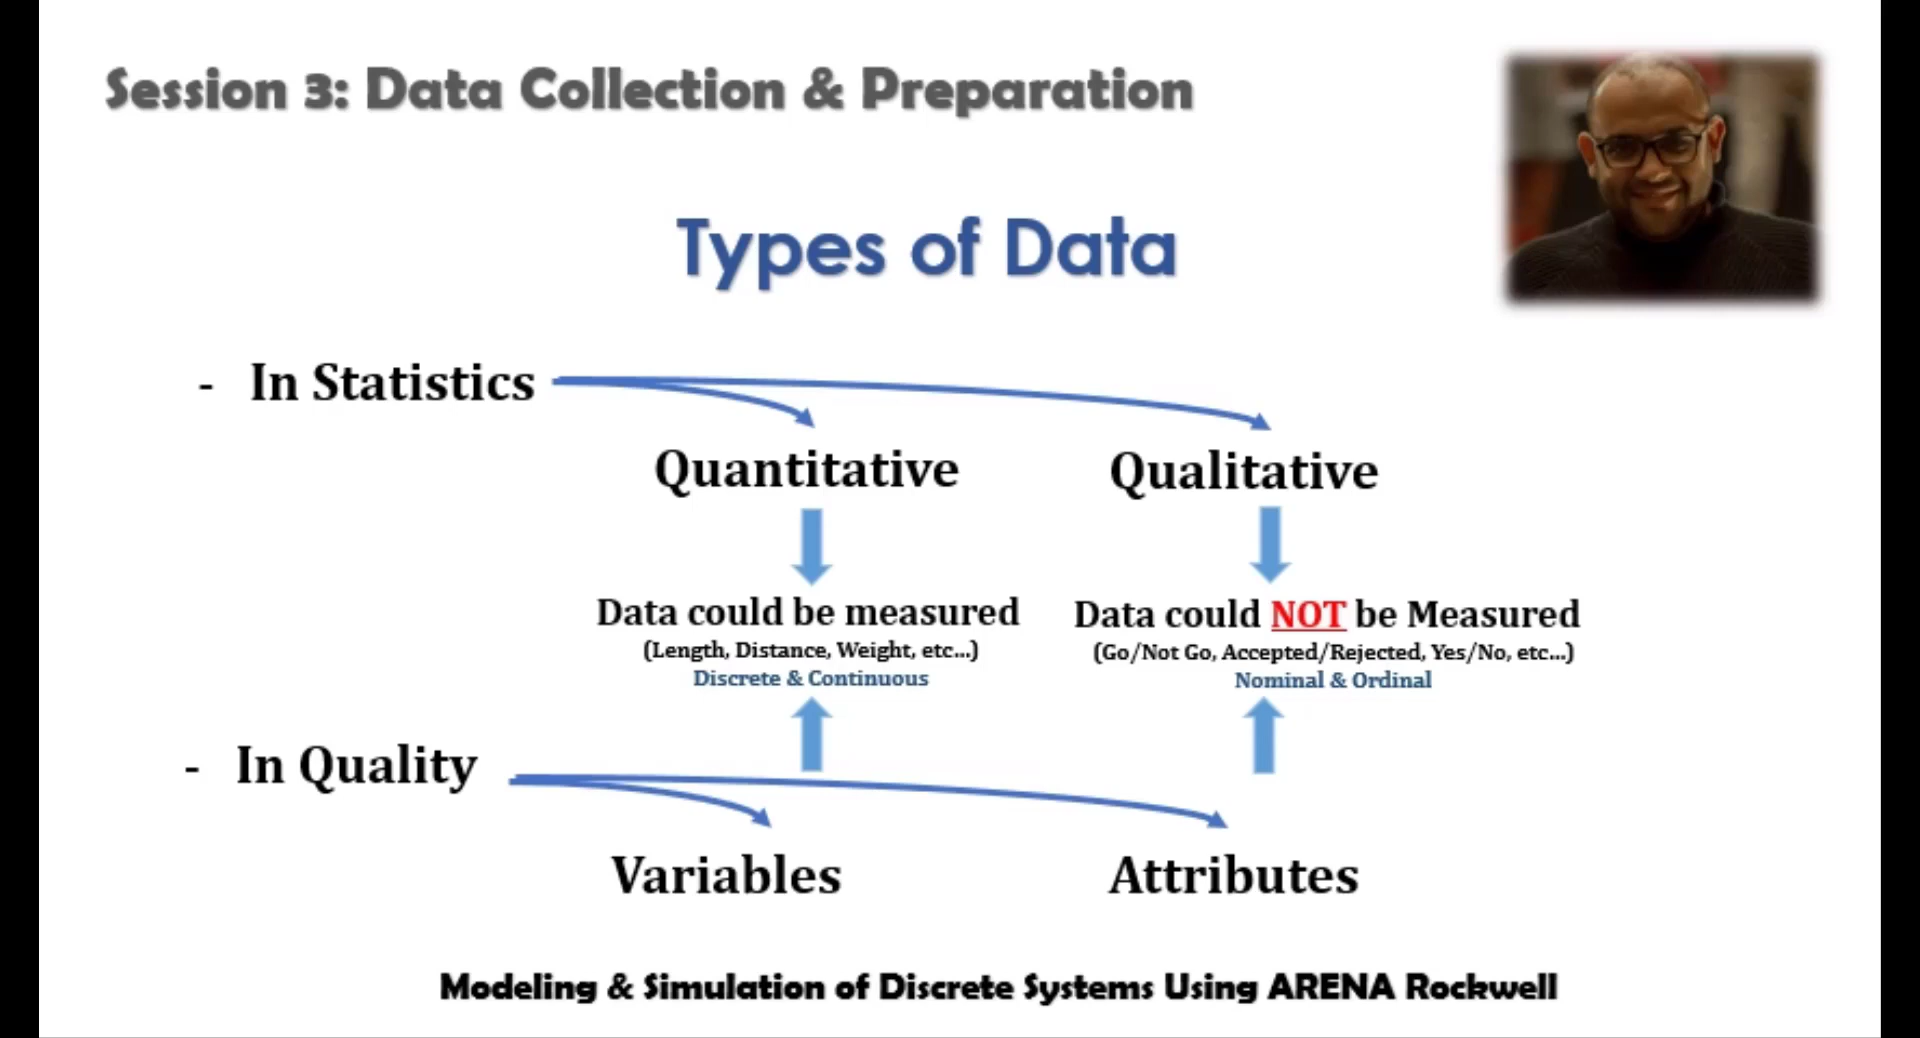 Session 3: Data Collection & Preparation
Types of Data
- In Statistics
Quantitative
Qualitative
Data could be measured
(Length, Distance, Weight, etc...)
Discrete & Continuous
Data could NOT be Measured
(Go/Not Go, Accepted/Rejected, Yes/No, etc...)
Nominal & Ordinal
- In Quality
Variables
Attributes
Modeling & Simulation of Discrete Systems Using ARENA Rockwell